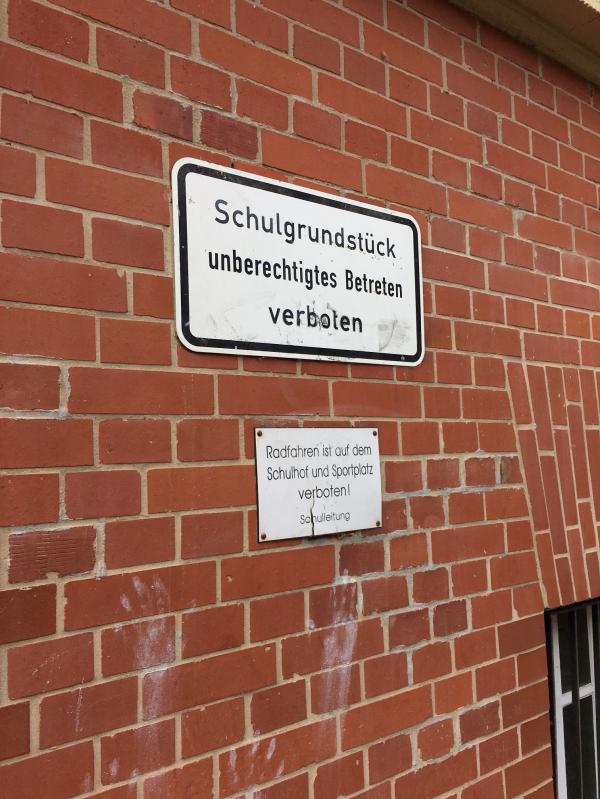 Schulgrundstück
unberechtigtes Betreten
verboten
Radfahren ist auf dem
Schulhof und Sportplatz
verboten!
Schulleitung